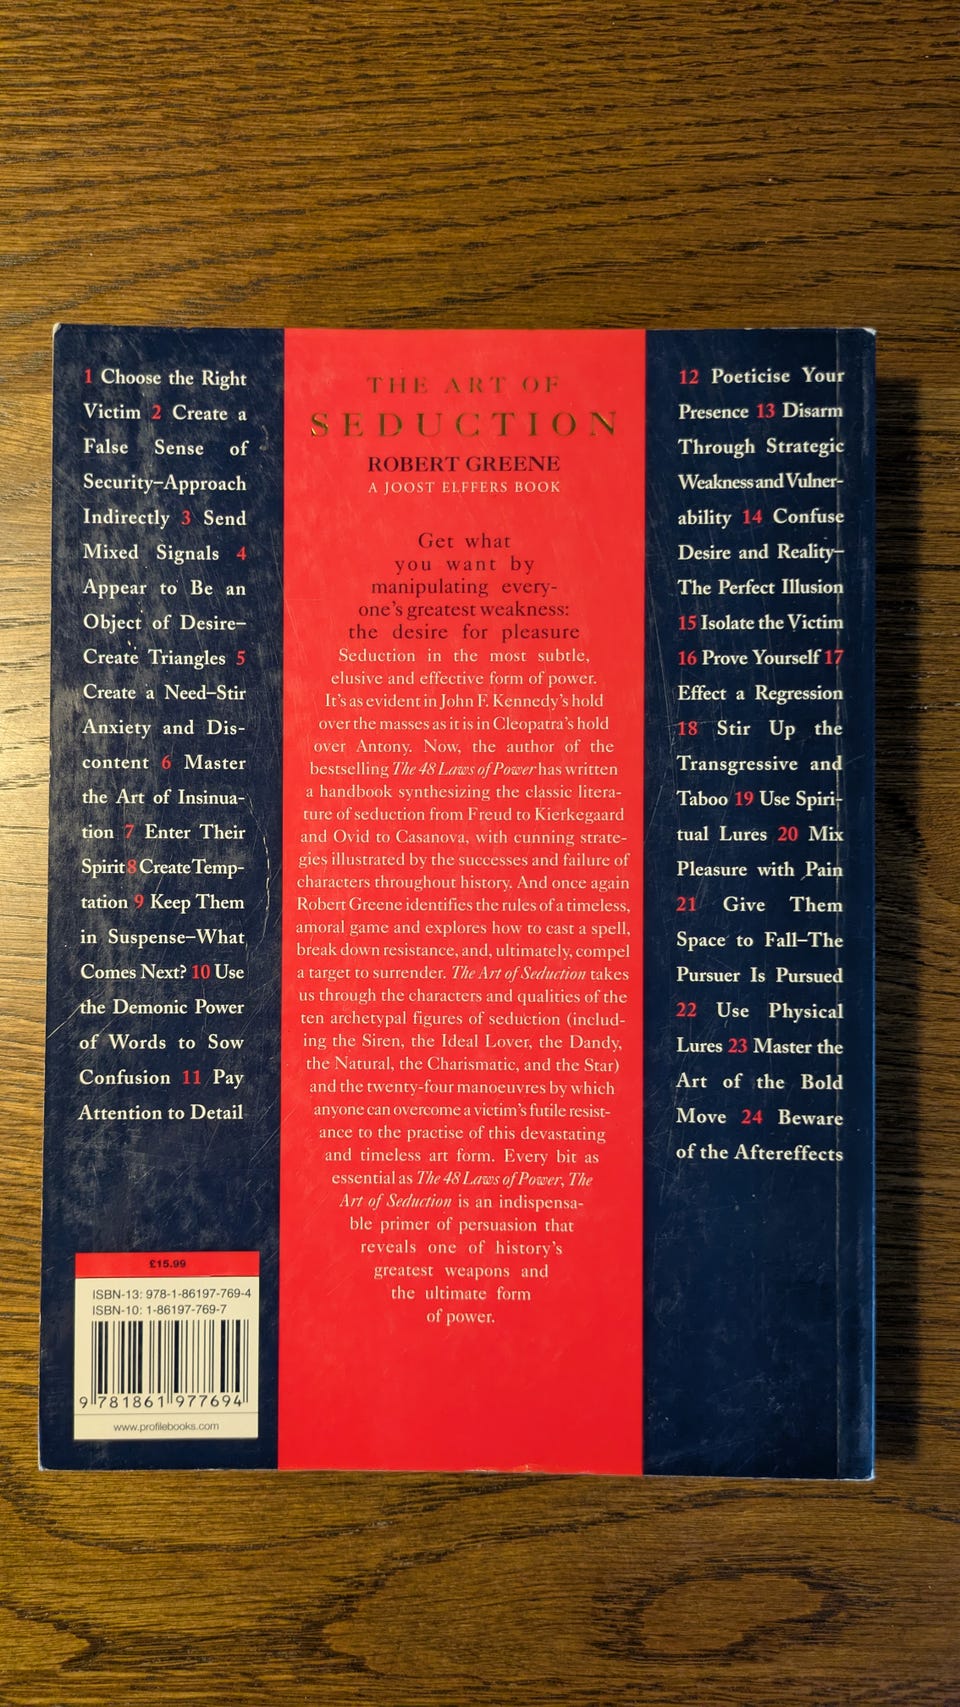 1 Choose the Right
Victim 2 Create a
False Sense of
Security–Approach
Indirectly 3 Send
Mixed Signals 4
Appear to Be an
Object of Desire–
Create Triangles 5
Create a Need–Stir
Anxiety and Dis-
content 6 Master
the Art of Insinua-
tion 7 Enter Their
Spirit 8 Create Temp-
tation 9 Keep Them
in Suspense–What
Comes Next? 10 Use
the Demonic Power
of Words to Sow
Confusion 11 Pay
Attention to Detail
£15.99
ISBN-13: 978-1-86197-769-4
ISBN-10: 1-86197-769-7
9 781861 977694
www.profilebooks.com
THE ART OF
SEDUCTION
ROBERT GREENE
A JOOST ELFFERS BOOK
Get what
you want by
manipulating every-
one's greatest weakness:
the desire for pleasure
Seduction in the most subtle,
elusive and effective form of power.
It's as evident in John F. Kennedy's hold
over the masses as it is in Cleopatra's hold
over Antony. Now, the author of the
bestselling The 48 Laws of Power has written
a handbook synthesizing the classic litera-
ture of seduction from Freud to Kierkegaard
and Ovid to Casanova, with cunning strate-
gies illustrated by the successes and failure of
characters throughout history. And once again
Robert Greene identifies the rules of a timeless,
amoral game and explores how to cast a spell,
break down resistance, and, ultimately, compel
a target to surrender. The Art of Seduction takes
us through the characters and qualities of the
ten archetypal figures of seduction (includ-
ing the Siren, the Ideal Lover, the Dandy,
the Natural, the Charismatic, and the Star)
and the twenty-four manoeuvres by which
anyone can overcome a victim's futile resist-
ance to the practise of this devastating
and timeless art form. Every bit as
essential as The 48 Laws of Power, The
Art of Seduction is an indispensa-
ble primer of persuasion that
reveals one of history's
greatest weapons and
the ultimate form
of power.
12 Poeticise Your
Presence 13 Disarm
Through Strategic
Weakness and Vulner-
ability 14 Confuse
Desire and Reality–
The Perfect Illusion
15 Isolate the Victim
16 Prove Yourself 17
Effect a Regression
18 Stir Up the
Transgressive and
Taboo 19 Use Spiri-
tual Lures 20 Mix
Pleasure with Pain
21 Give Them
Space to Fall–The
Pursuer Is Pursued
22 Use Physical
Lures 23 Master the
Art of the Bold
Move 24 Beware
of the Aftereffects